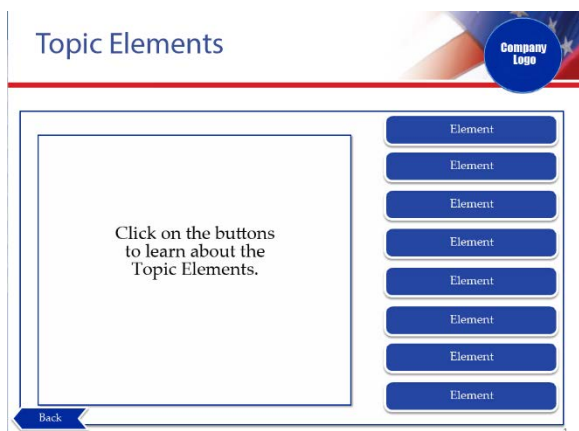 Topic Elements
Company
Logo
Click on the buttons
to learn about the
Topic Elements.
Element
Element
Element
Element
Element
Element
Element
Element
Back